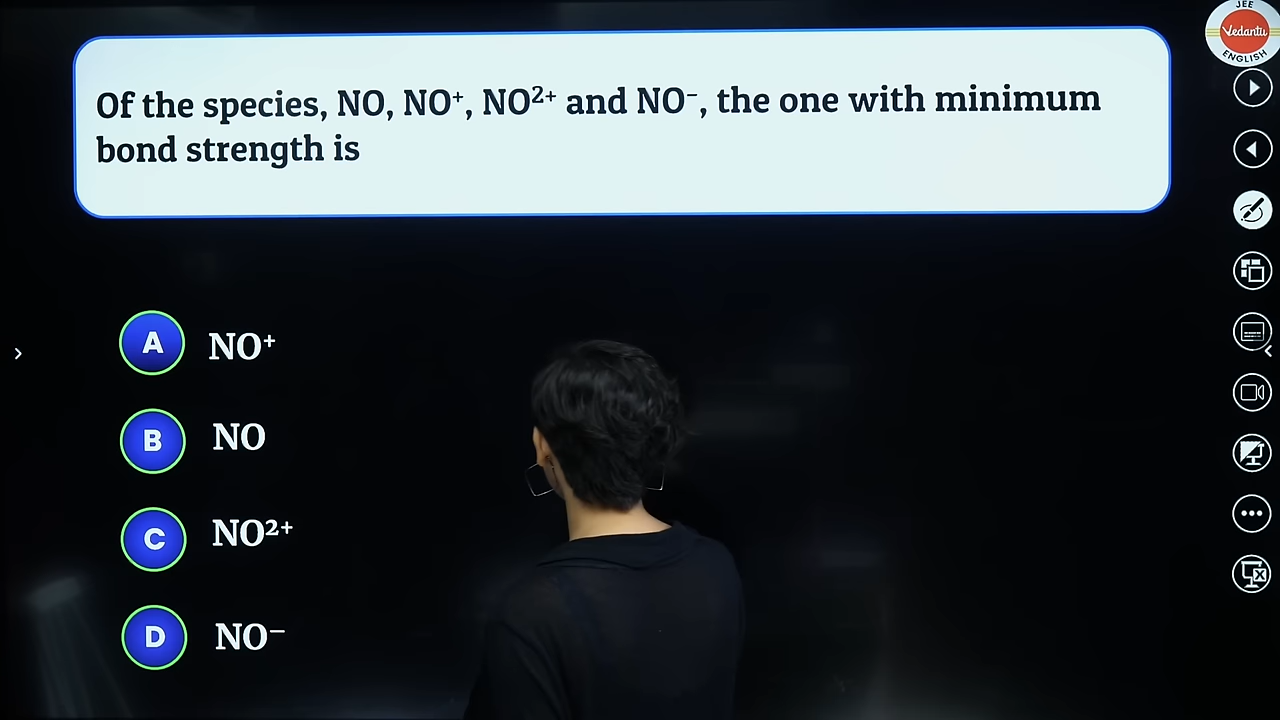 JEE
Vedantu
ENGLISH
Of the species, NO, NO⁺, NO²⁺ and NO⁻, the one with minimum
bond strength is
A NO⁺
B NO
C NO²⁺
D NO⁻